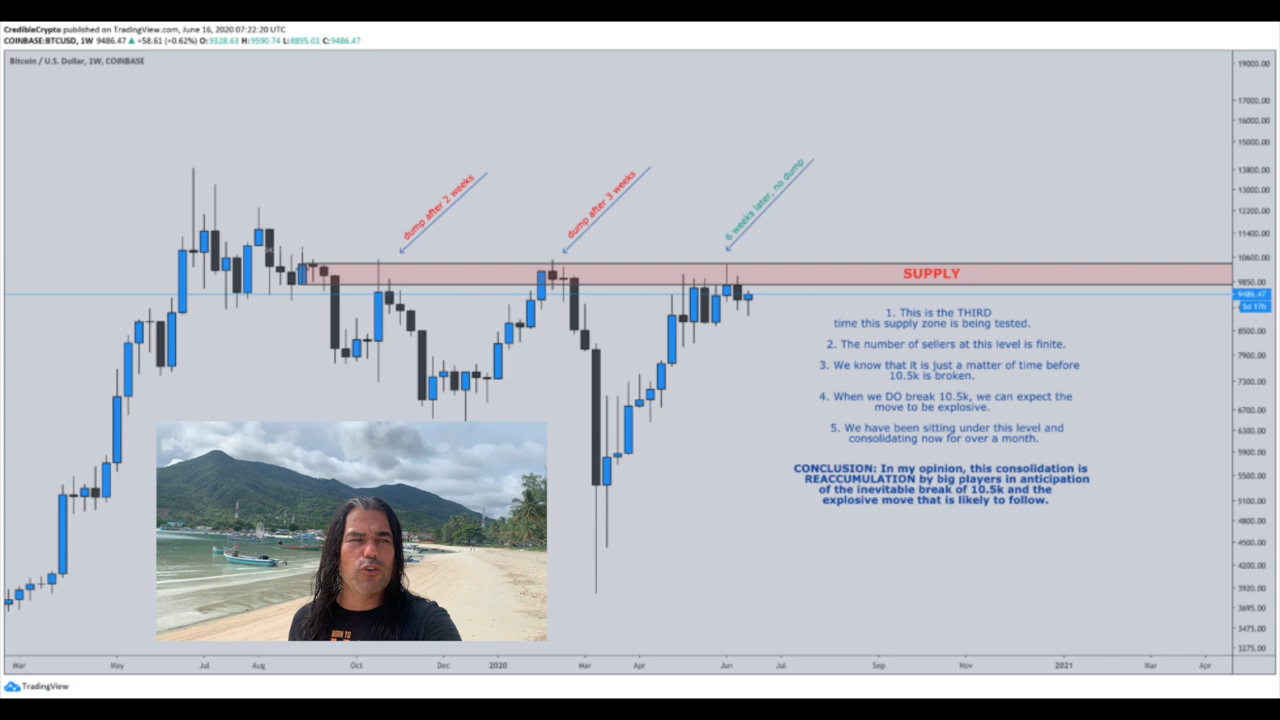 CredibleCrypto published on TradingView.com, June 16, 2020 07:22:20 UTC
COINBASE:BTCUSD, 1W 9486.47 ▲ +58.61 (+0.62%) O:9328.63 H:9590.74 L:8895.01 C:9486.47
Bitcoin / U.S. Dollar, 1W, COINBASE
dump after 2 weeks
dump after 3 weeks
6 weeks later, no dump
SUPPLY
1. This is the THIRD
time this supply zone is being tested.
2. The number of sellers at this level is finite.
3. We know that it is just a matter of time before
10.5k is broken.
4. When we DO break 10.5k, we can expect the
move to be explosive.
5. We have been sitting under this level and
consolidating now for over a month.
CONCLUSION: In my opinion, this consolidation is
REACCUMULATION by big players in anticipation
of the inevitable break of 10.5k and the
explosive move that is likely to follow.
19000.00
17000.00
16000.00
15000.00
13800.00
13000.00
12200.00
11400.00
10600.00
9850.00
9486.47
5d 17h
8500.00
7900.00
7300.00
6700.00
6300.00
5900.00
5500.00
5100.00
4800.00
4500.00
4200.00
3920.00
3695.00
3475.00
3275.00
BORN TO
Mar May Jul Aug Oct Dec 2020 Mar Apr Jun Jul Sep Nov 2021 Mar Apr
TradingView